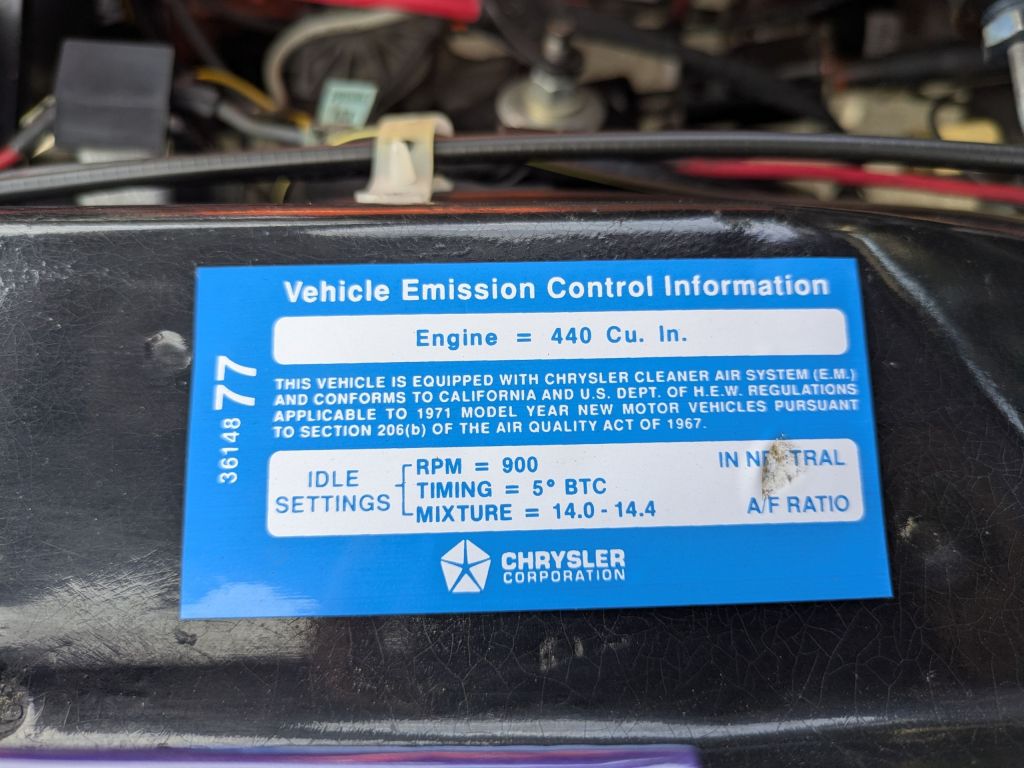 Vehicle Emission Control Information
Engine = 440 Cu. In.
3614877
THIS VEHICLE IS EQUIPPED WITH CHRYSLER CLEANER AIR SYSTEM (E.M.)
AND CONFORMS TO CALIFORNIA AND U.S. DEPT. OF H.E.W. REGULATIONS
APPLICABLE TO 1971 MODEL YEAR NEW MOTOR VEHICLES PURSUANT
TO SECTION 206(b) OF THE AIR QUALITY ACT OF 1967.
IDLE
SETTINGS
RPM = 900 IN NEUTRAL
TIMING = 5° BTC
MIXTURE = 14.0 - 14.4 A/F RATIO
CHRYSLER
CORPORATION